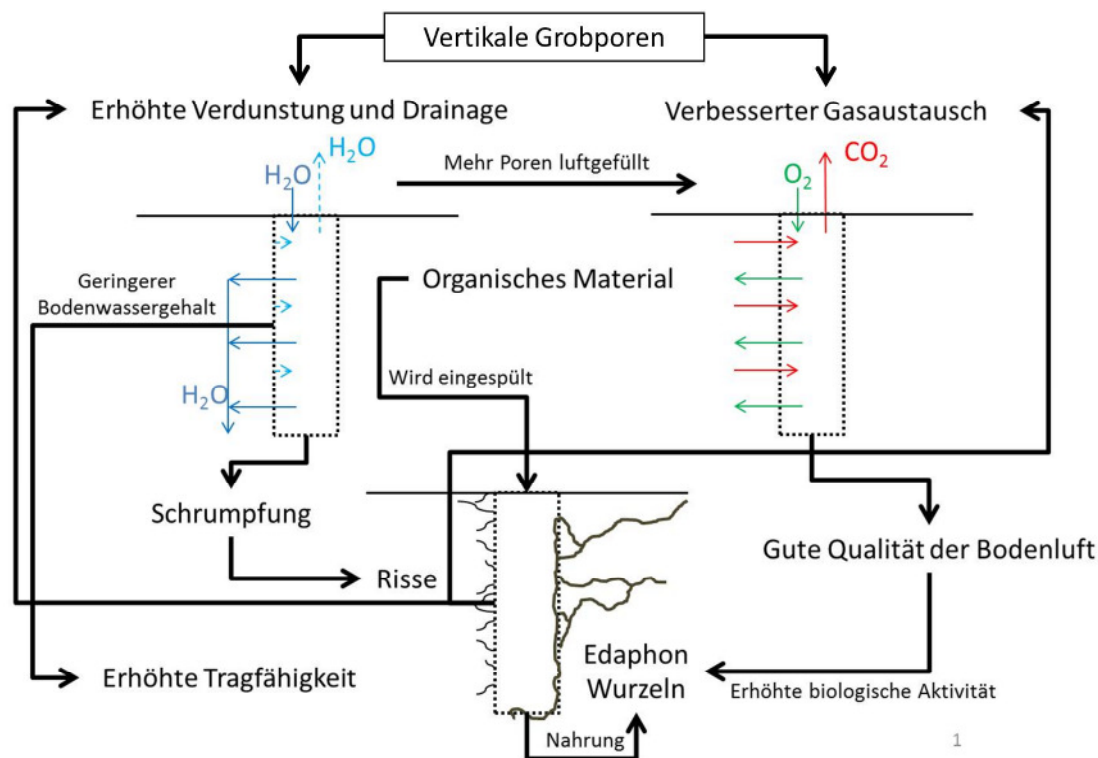 Vertikale Grobporen
Erhöhte Verdunstung und Drainage
Verbesserter Gasaustausch
H₂O
H₂O
Mehr Poren luftgefüllt
O₂
CO₂
Geringerer
Bodenwassergehalt
Organisches Material
Wird eingespült
H₂O
Schrumpfung
Risse
Gute Qualität der Bodenluft
Erhöhte Tragfähigkeit
Edaphon
Wurzeln
Erhöhte biologische Aktivität
Nahrung
1